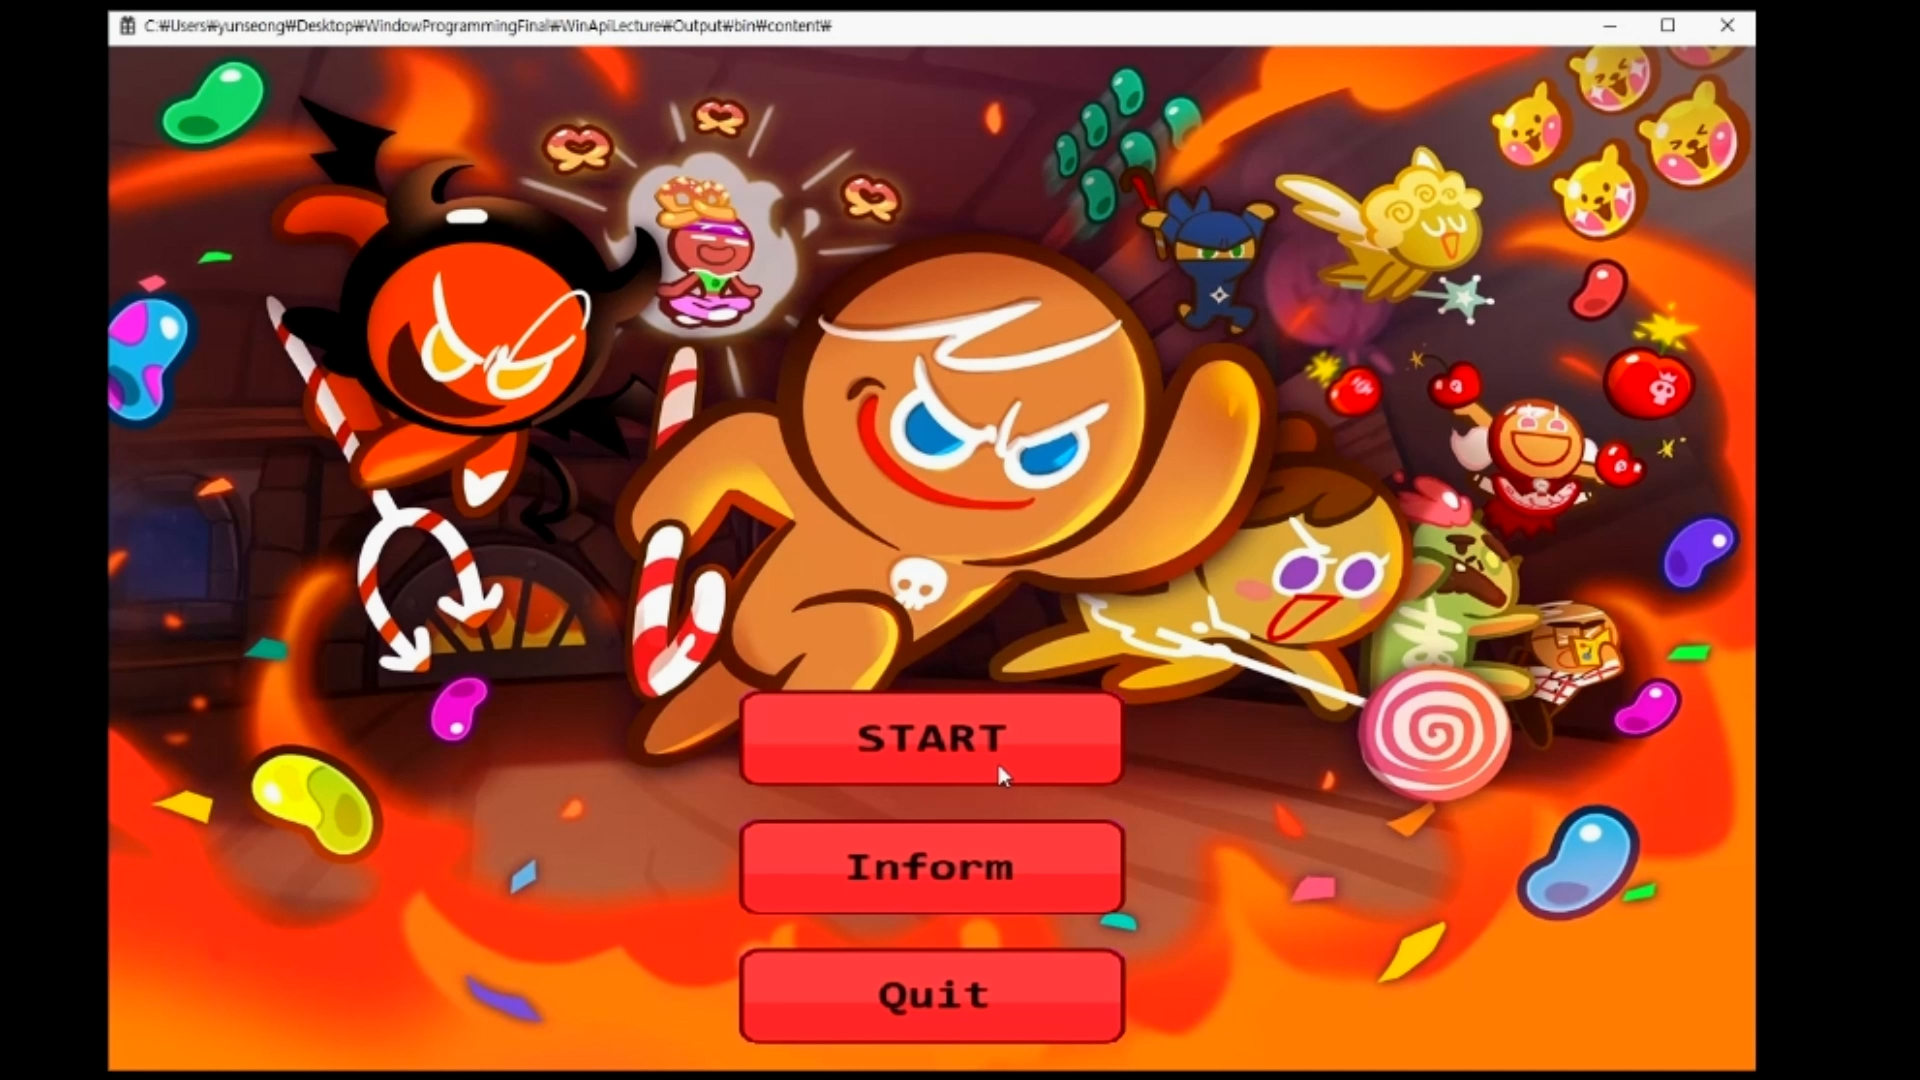 C:₩Users₩yunseong₩Desktop₩WindowProgrammingFinal₩WinApiLecture₩Output₩bin₩content₩
START
Inform
Quit